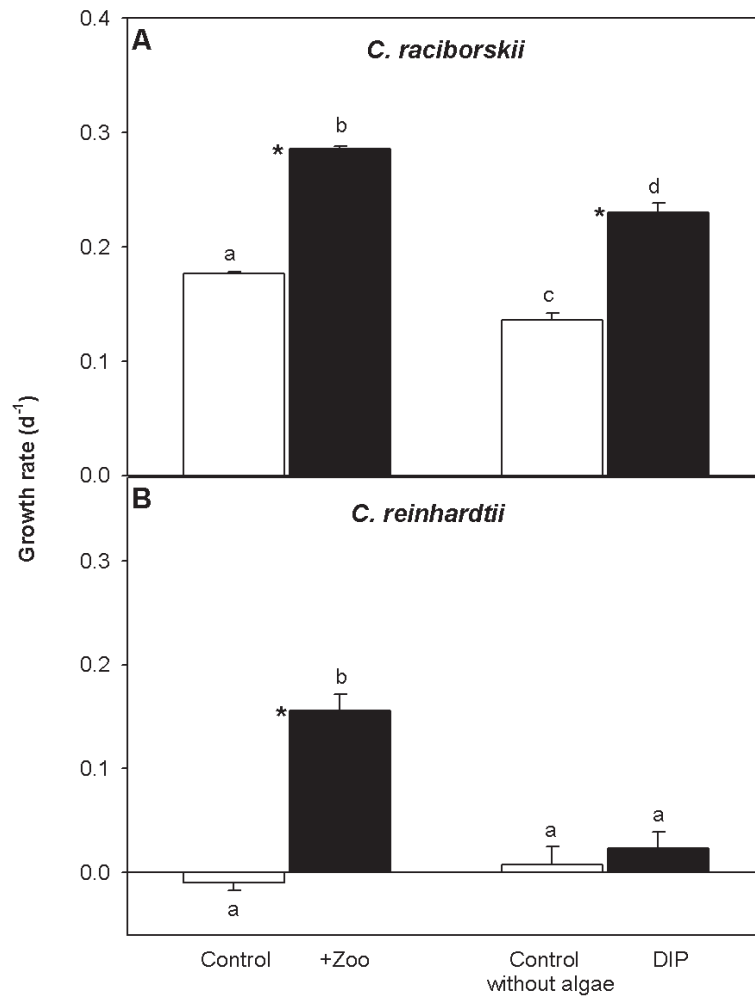 A
C. raciborskii
0.4
0.3
0.2
0.1
0.0
a
*
b
c
*
d
Growth rate (d-1)
B
C. reinhardtii
0.3
0.2
0.1
0.0
a
*
b
a
a
Control
+Zoo
Control
without algae
DIP